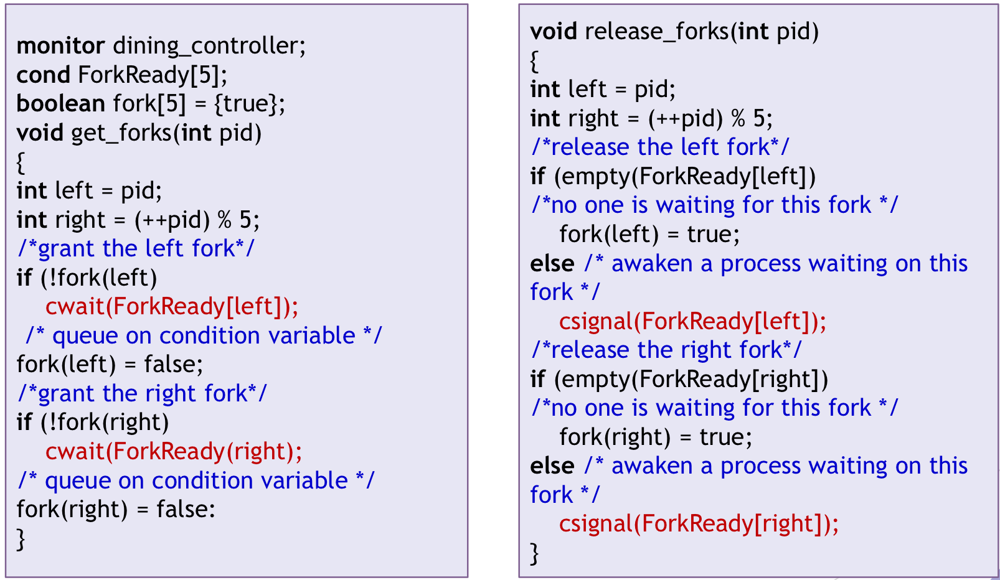 monitor dining_controller;
cond ForkReady[5];
boolean fork[5] = {true};
void get_forks(int pid)
{
int left = pid;
int right = (++pid) % 5;
/*grant the left fork*/
if (!fork(left)
cwait(ForkReady[left]);
/* queue on condition variable */
fork(left) = false;
/*grant the right fork*/
if (!fork(right)
cwait(ForkReady(right);
/* queue on condition variable */
fork(right) = false:
}
void release_forks(int pid)
{
int left = pid;
int right = (++pid) % 5;
/*release the left fork*/
if (empty(ForkReady[left])
/*no one is waiting for this fork */
fork(left) = true;
else /* awaken a process waiting on this
fork */
csignal(ForkReady[left]);
/*release the right fork*/
if (empty(ForkReady[right])
/*no one is waiting for this fork */
fork(right) = true;
else /* awaken a process waiting on this
fork */
csignal(ForkReady[right]);
}